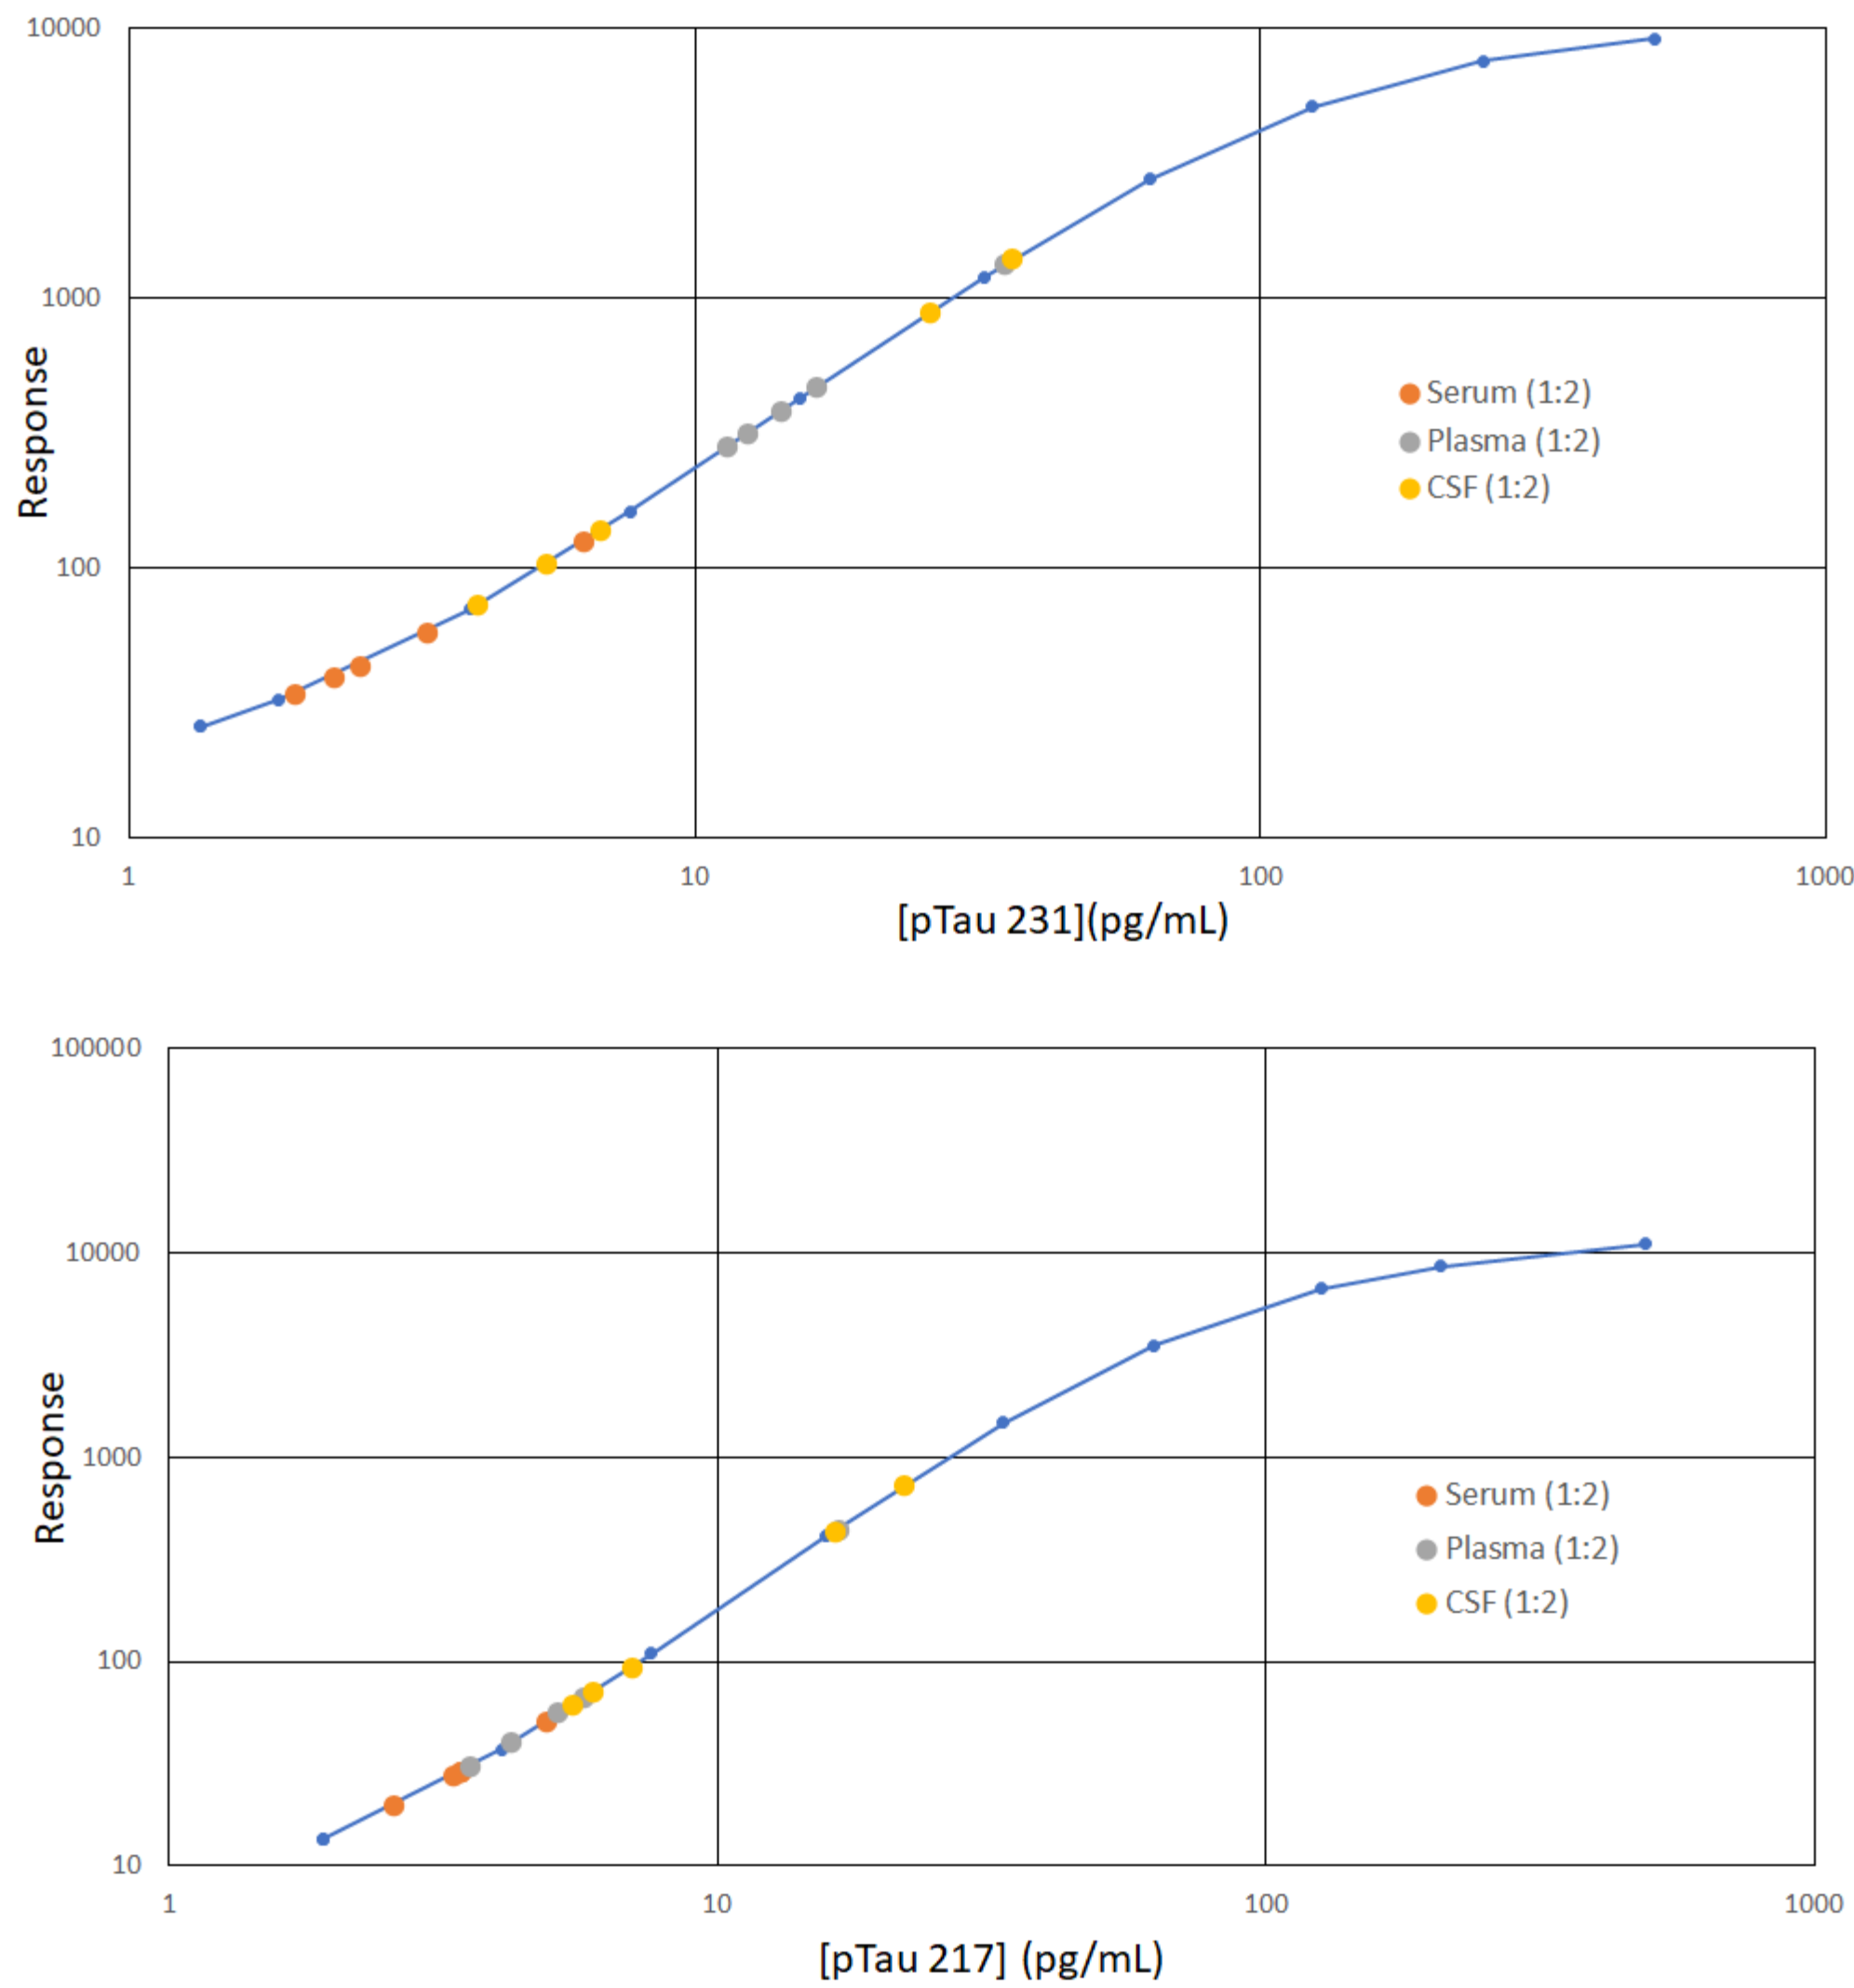 10000
1000
100
10
Response
Serum (1:2)
Plasma (1:2)
CSF (1:2)
1 10 100 1000
[pTau 231](pg/mL)
100000
10000
1000
100
10
Response
Serum (1:2)
Plasma (1:2)
CSF (1:2)
1 10 100 1000
[pTau 217] (pg/mL)